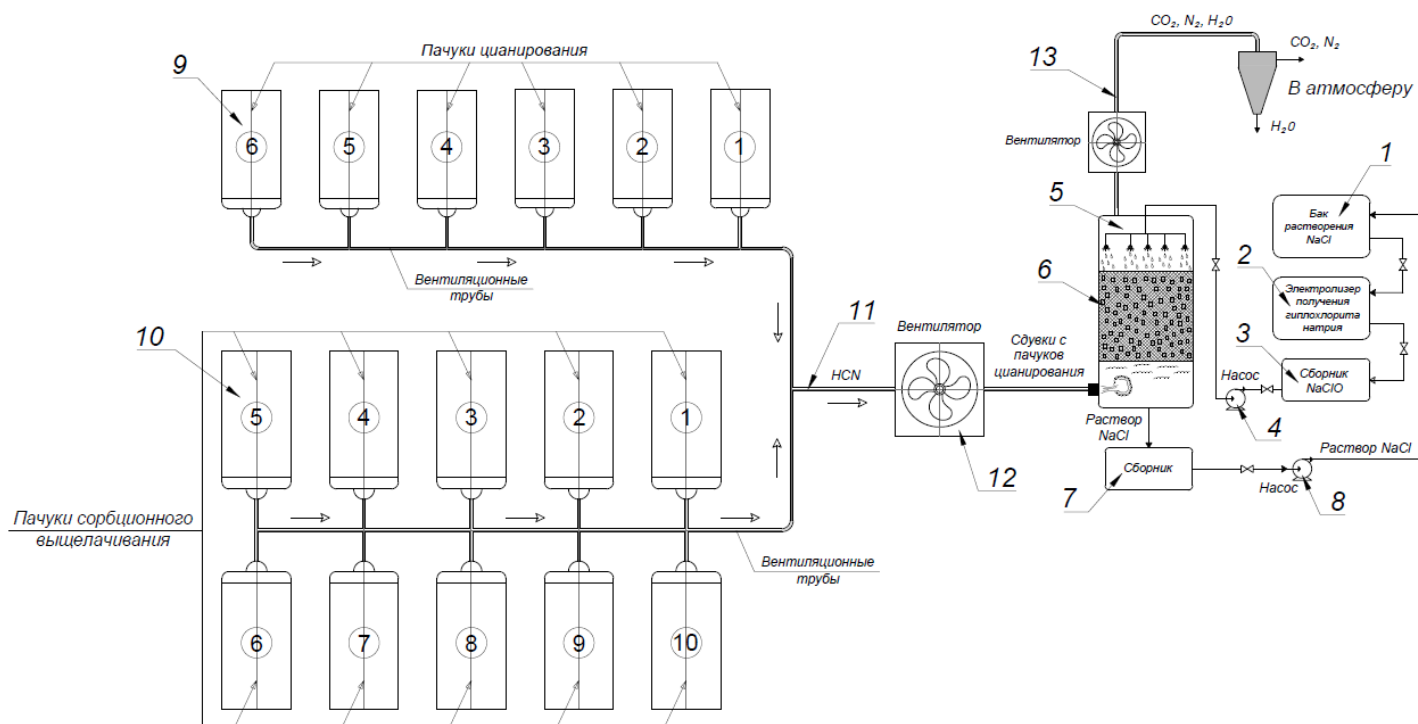 Пачуки цианирования
9
6
5
4
3
2
1
Вентиляционные
трубы
CO₂, N₂, H₂0
13
CO₂, N₂
В атмосферу
H₂0
Вентилятор
5
6
1
Бак
растворения
NaCl
2
Электролизер
получения
гиплохлорита
натрия
3
Сборник
NaClO
Насос
4
10
5
4
3
2
1
11
HCN
Вентилятор
12
Сдувки с
пачуков
цианирования
Раствор
NaCl
7
Сборник
Насос
8
Раствор NaCl
Пачуки сорбционного
выщелачивания
Вентиляционные
трубы
6
7
8
9
10